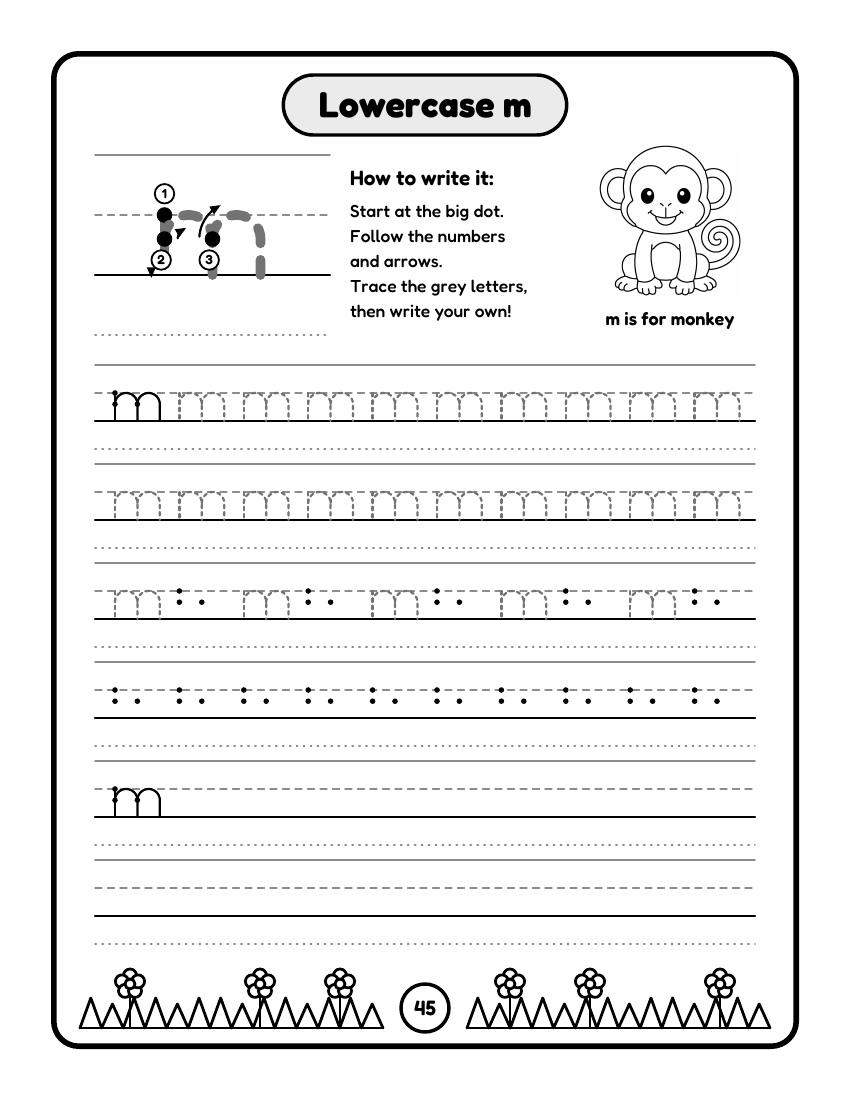 Lowercase m
1
2 3
How to write it:
Start at the big dot.
Follow the numbers
and arrows.
Trace the grey letters,
then write your own!
m is for monkey
m m m m m m m m m m
m m m m m m m m m m
m m m m m
m
45